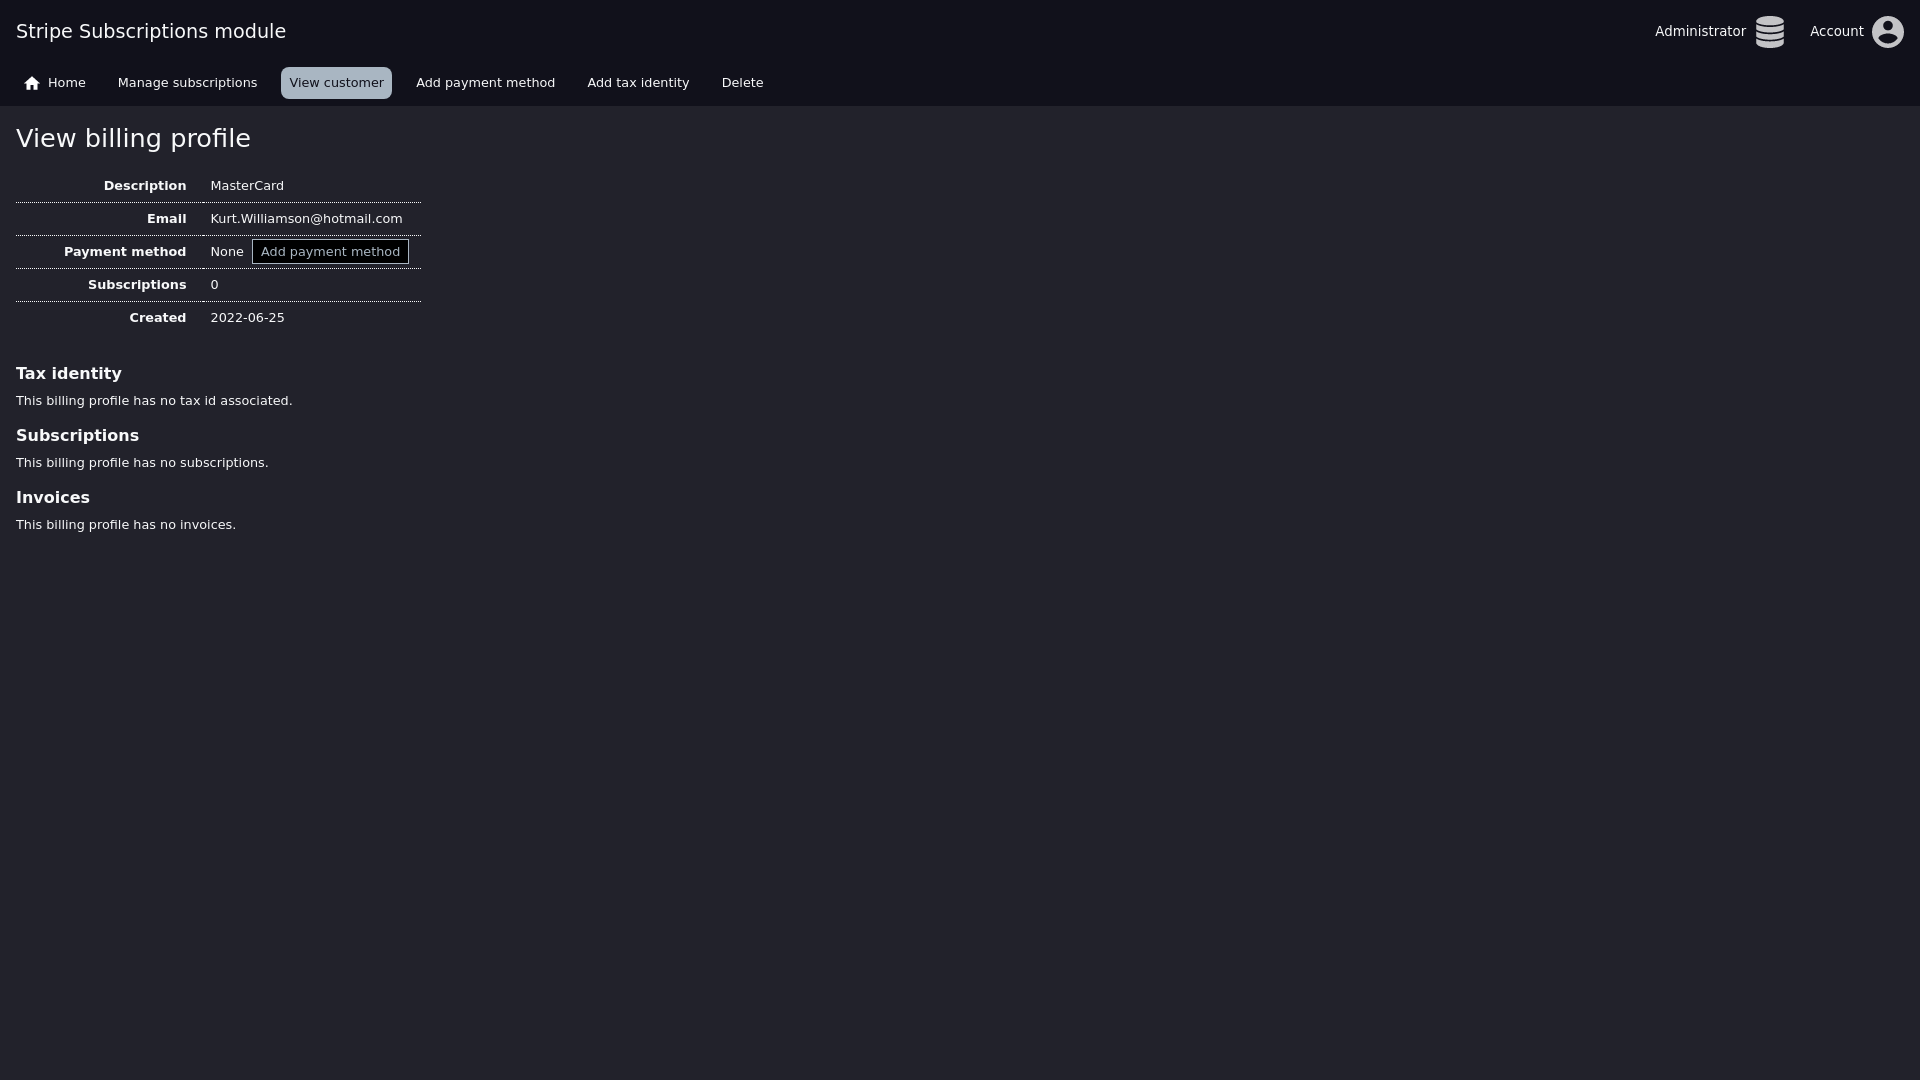 Stripe Subscriptions module
Administrator Account
Home Manage subscriptions View customer Add payment method Add tax identity Delete
View billing profile
Description MasterCard
Email Kurt.Williamson@hotmail.com
Payment method None Add payment method
Subscriptions 0
Created 2022-06-25
Tax identity
This billing profile has no tax id associated.
Subscriptions
This billing profile has no subscriptions.
Invoices
This billing profile has no invoices.